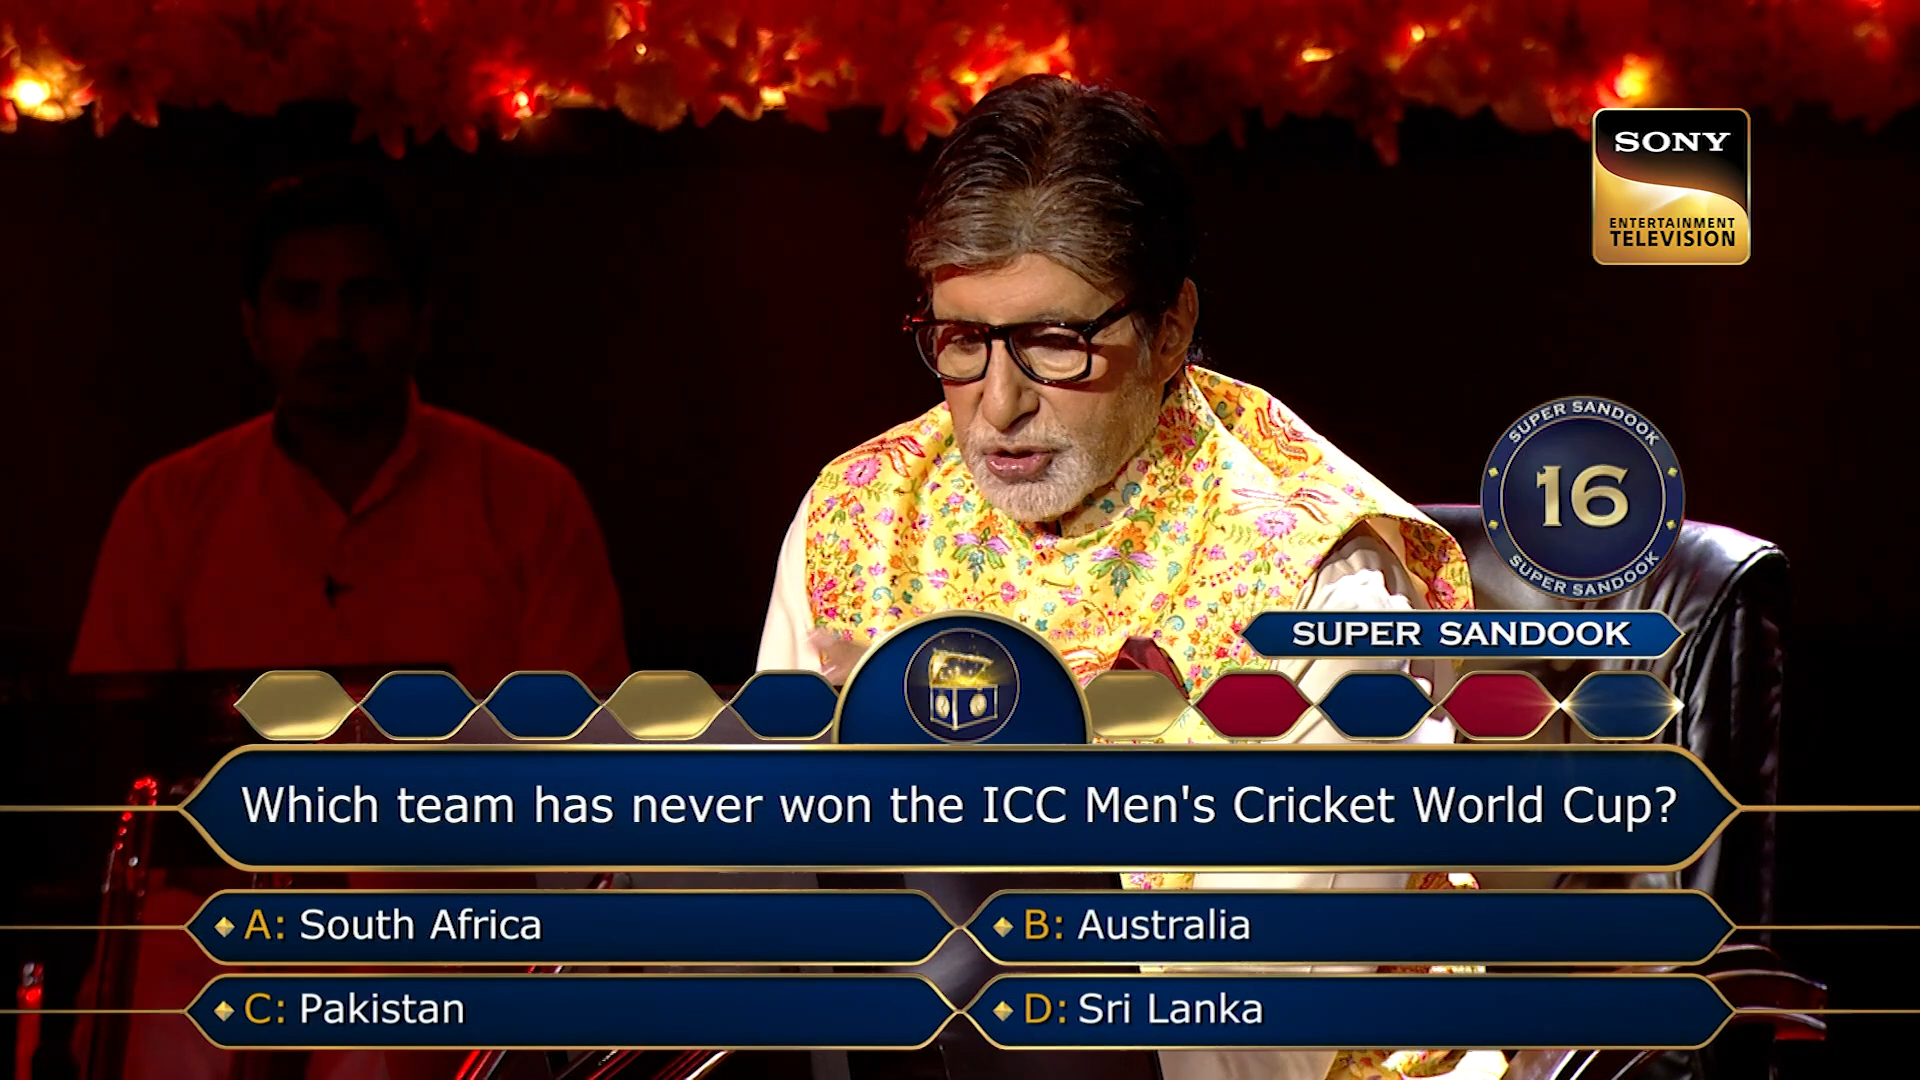 SONY
ENTERTAINMENT
TELEVISION
SUPER SANDOOK
16
SUPER SANDOOK
SUPER SANDOOK
Which team has never won the ICC Men's Cricket World Cup?
A: South Africa
B: Australia
C: Pakistan
D: Sri Lanka